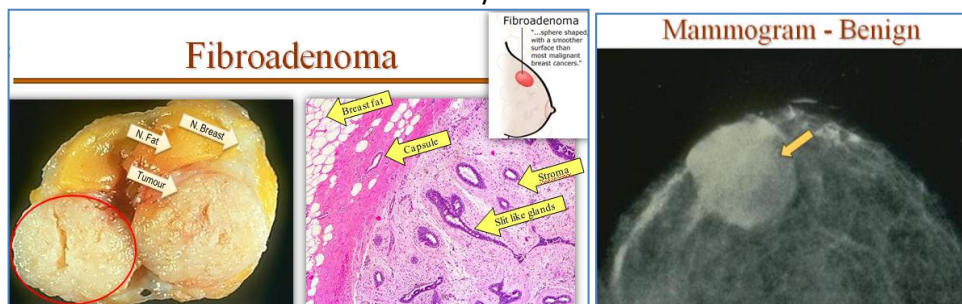 Fibroadenoma
Fibroadenoma
"...sphere shaped,
with a smoother
surface than
most malignant
breast cancers."
N. Fat
N. Breast
Tumour
Breast fat
Capsule
Stroma
Slit like glands
Mammogram - Benign